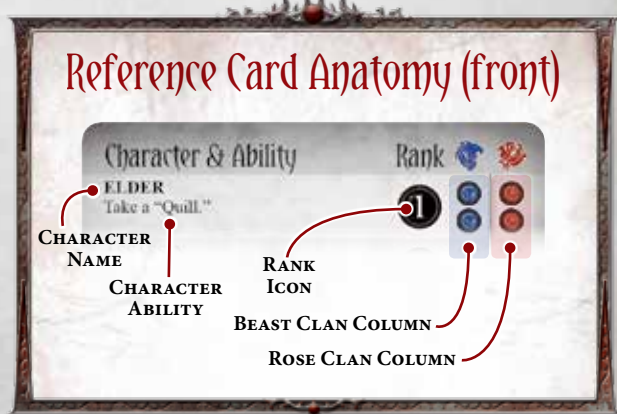 Reference Card Anatomy (front)
Character & Ability Rank
ELDER
Take a "Quill."
1
CHARACTER
NAME
CHARACTER
ABILITY
RANK
ICON
BEAST CLAN COLUMN
ROSE CLAN COLUMN